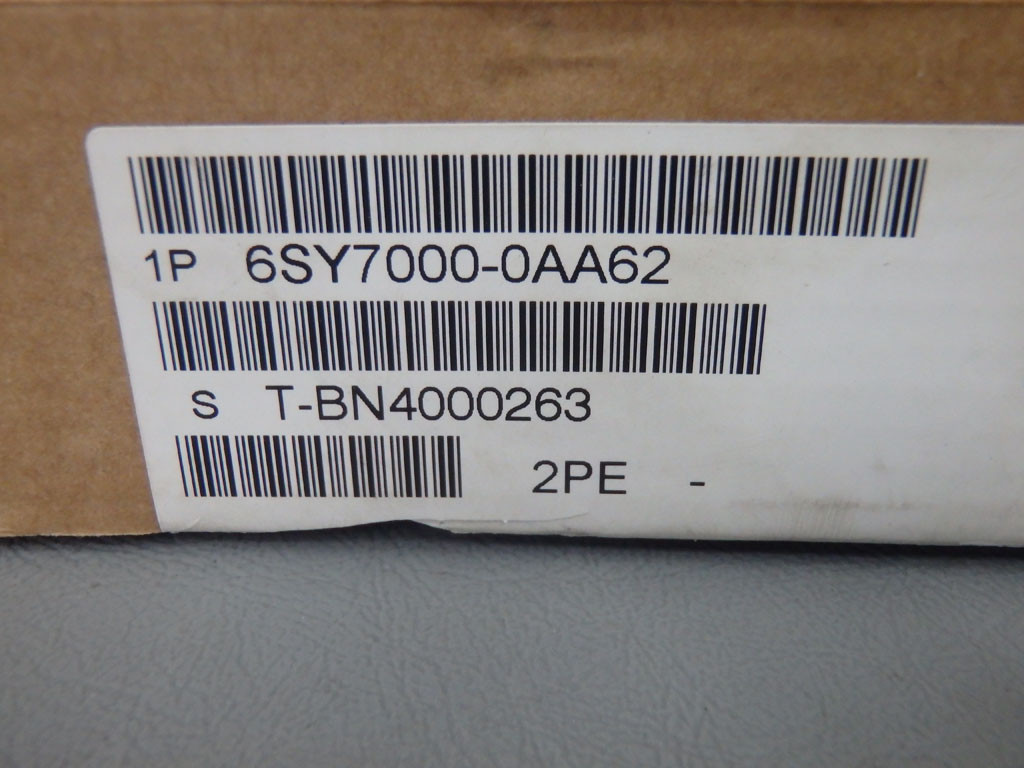 1P 6SY7000-0AA62
S T-BN4000263
2PE -